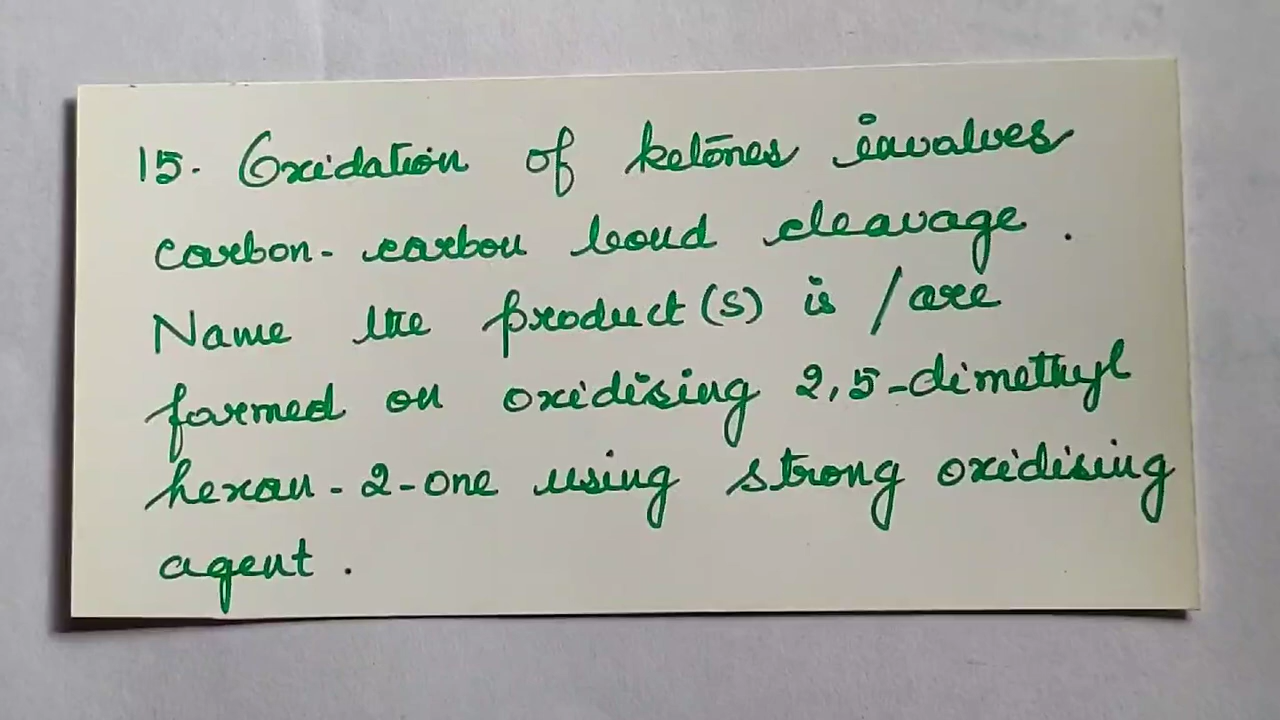 15. Oxidation of ketones involves
carbon-carbon bond cleavage.
Name the product(s) is/are
formed on oxidising 2,5-dimethyl
hexan-2-one using strong oxidising
agent.